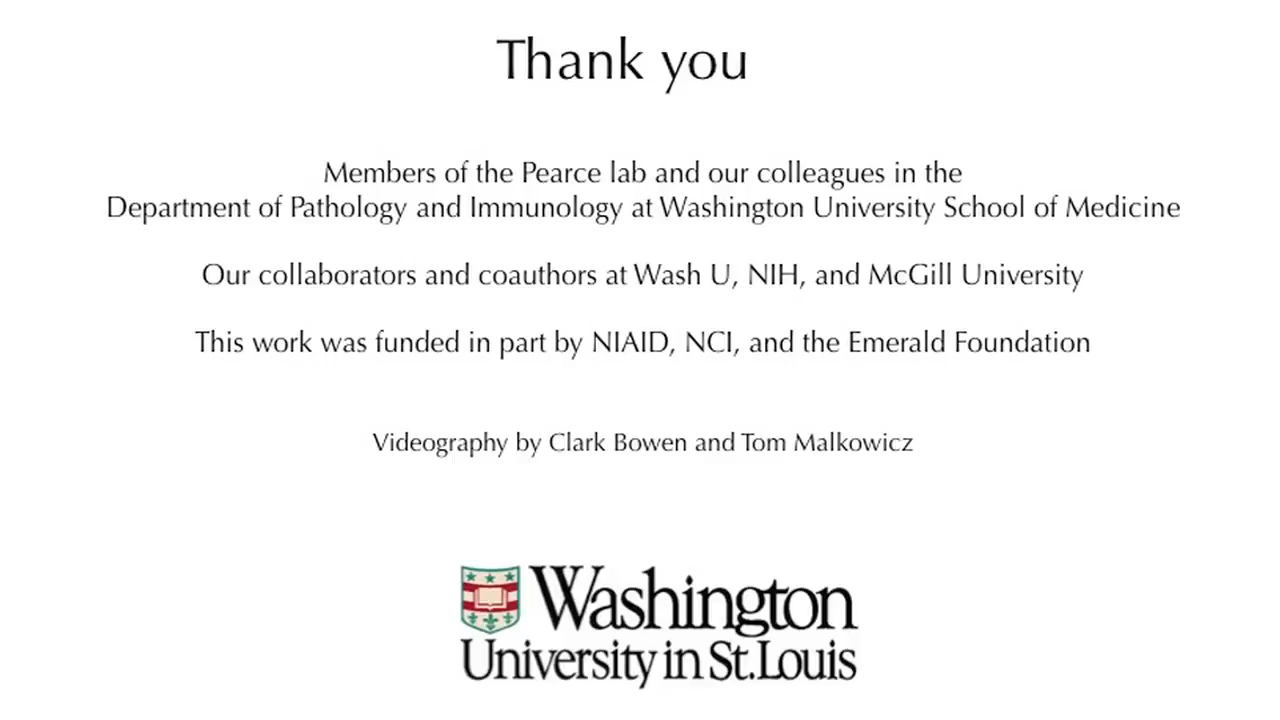 Thank you
Members of the Pearce lab and our colleagues in the
Department of Pathology and Immunology at Washington University School of Medicine
Our collaborators and coauthors at Wash U, NIH, and McGill University
This work was funded in part by NIAID, NCI, and the Emerald Foundation
Videography by Clark Bowen and Tom Malkowicz
Washington
University in St. Louis